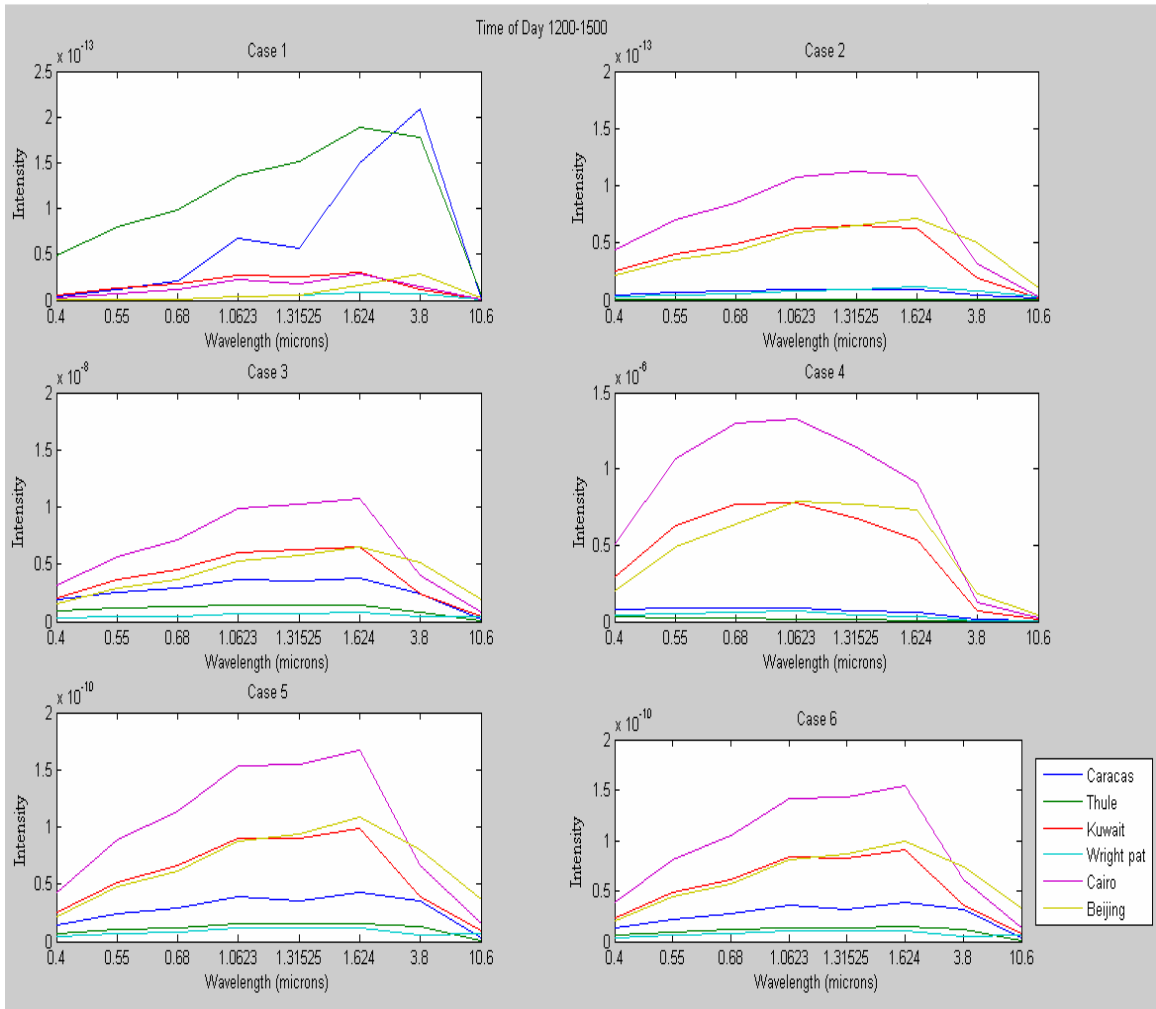 Time of Day 1200-1500
x 10^-13
Case 1
2.5
2
1.5
1
0.5
0
Intensity
0.4 0.55 0.68 1.0623 1.31525 1.624 3.8 10.6
Wavelength (microns)
x 10^-13
Case 2
2
1.5
1
0.5
0
Intensity
0.4 0.55 0.68 1.0623 1.31525 1.624 3.8 10.6
Wavelength (microns)
x 10^-8
Case 3
2
1.5
1
0.5
0
Intensity
0.4 0.55 0.68 1.0623 1.31525 1.624 3.8 10.6
Wavelength (microns)
x 10^-6
Case 4
1.5
1
0.5
0
Intensity
0.4 0.55 0.68 1.0623 1.31525 1.624 3.8 10.6
Wavelength (microns)
x 10^-10
Case 5
2
1.5
1
0.5
0
Intensity
0.4 0.55 0.68 1.0623 1.31525 1.624 3.8 10.6
Wavelength (microns)
x 10^-10
Case 6
2
1.5
1
0.5
0
Intensity
0.4 0.55 0.68 1.0623 1.31525 1.624 3.8 10.6
Wavelength (microns)
Caracas
Thule
Kuwait
Wright pat
Cairo
Beijing